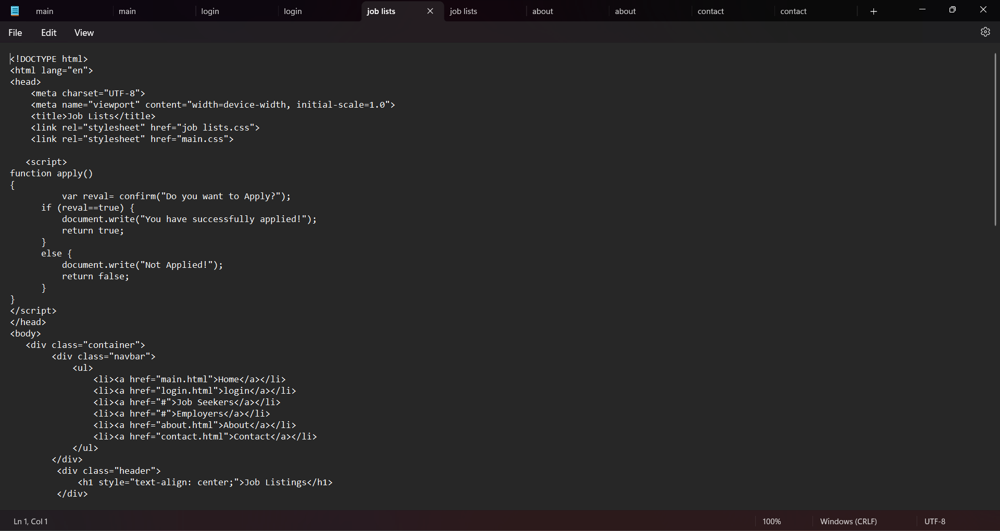 main main login login job lists job lists about about contact contact
File Edit View
<!DOCTYPE html>
<html lang="en">
<head>
    <meta charset="UTF-8">
    <meta name="viewport" content="width=device-width, initial-scale=1.0">
    <title>Job Lists</title>
    <link rel="stylesheet" href="job lists.css">
    <link rel="stylesheet" href="main.css">

   <script>
function apply()
{
          var reval= confirm("Do you want to Apply?");
      if (reval==true) {
          document.write("You have successfully applied!");
          return true;
      }
      else {
          document.write("Not Applied!");
          return false;
      }
}
</script>
</head>
<body>
   <div class="container">
        <div class="navbar">
            <ul>
                <li><a href="main.html">Home</a></li>
                <li><a href="login.html">login</a></li>
                <li><a href="#">Job Seekers</a></li>
                <li><a href="#">Employers</a></li>
                <li><a href="about.html">About</a></li>
                <li><a href="contact.html">Contact</a></li>
            </ul>
        </div>
         <div class="header">
             <h1 style="text-align: center;">Job Listings</h1>
         </div>
Ln 1, Col 1 100% Windows (CRLF) UTF-8